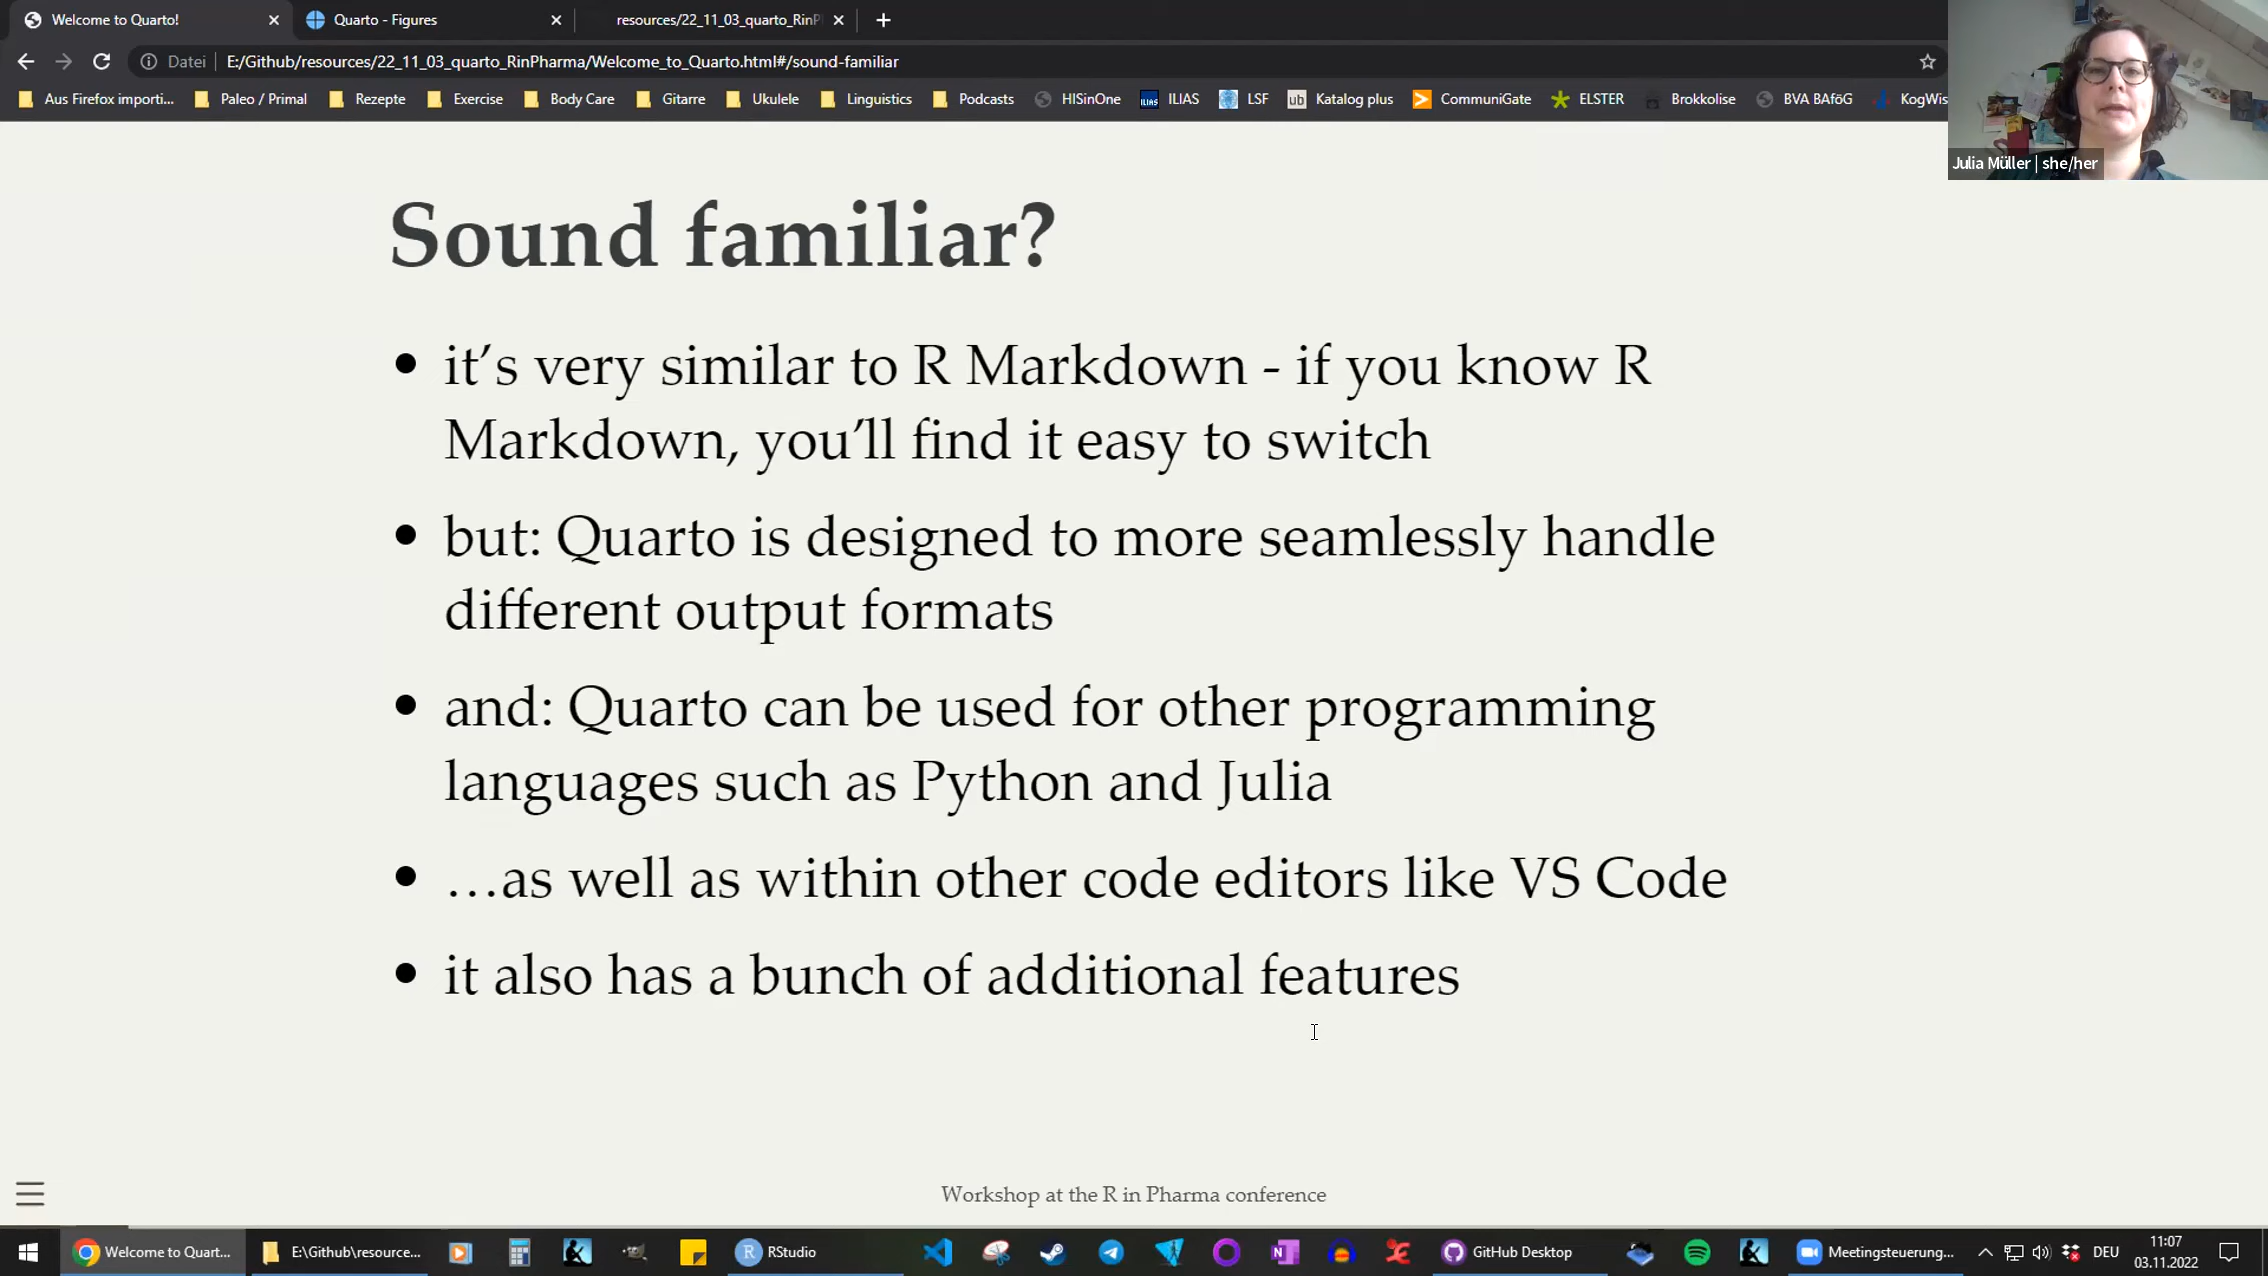 Welcome to Quarto!
Quarto - Figures
resources/22_11_03_quarto_RinP
Datei
E:/Github/resources/22_11_03_quarto_RinPharma/Welcome_to_Quarto.html#/sound-familiar
Aus Firefox importi... Paleo / Primal Rezepte Exercise Body Care Gitarre Ukulele Linguistics Podcasts HISinOne ILIAS LSF ub Katalog plus CommuniGate ELSTER Brokkolise BVA BAföG KogWis
Julia Müller | she/her
Sound familiar?
• it’s very similar to R Markdown - if you know R
Markdown, you’ll find it easy to switch
• but: Quarto is designed to more seamlessly handle
different output formats
• and: Quarto can be used for other programming
languages such as Python and Julia
• …as well as within other code editors like VS Code
• it also has a bunch of additional features
Workshop at the R in Pharma conference
Welcome to Quart... E:\Github\resource... RStudio GitHub Desktop Meetingsteuerung... DEU
11:07
03.11.2022